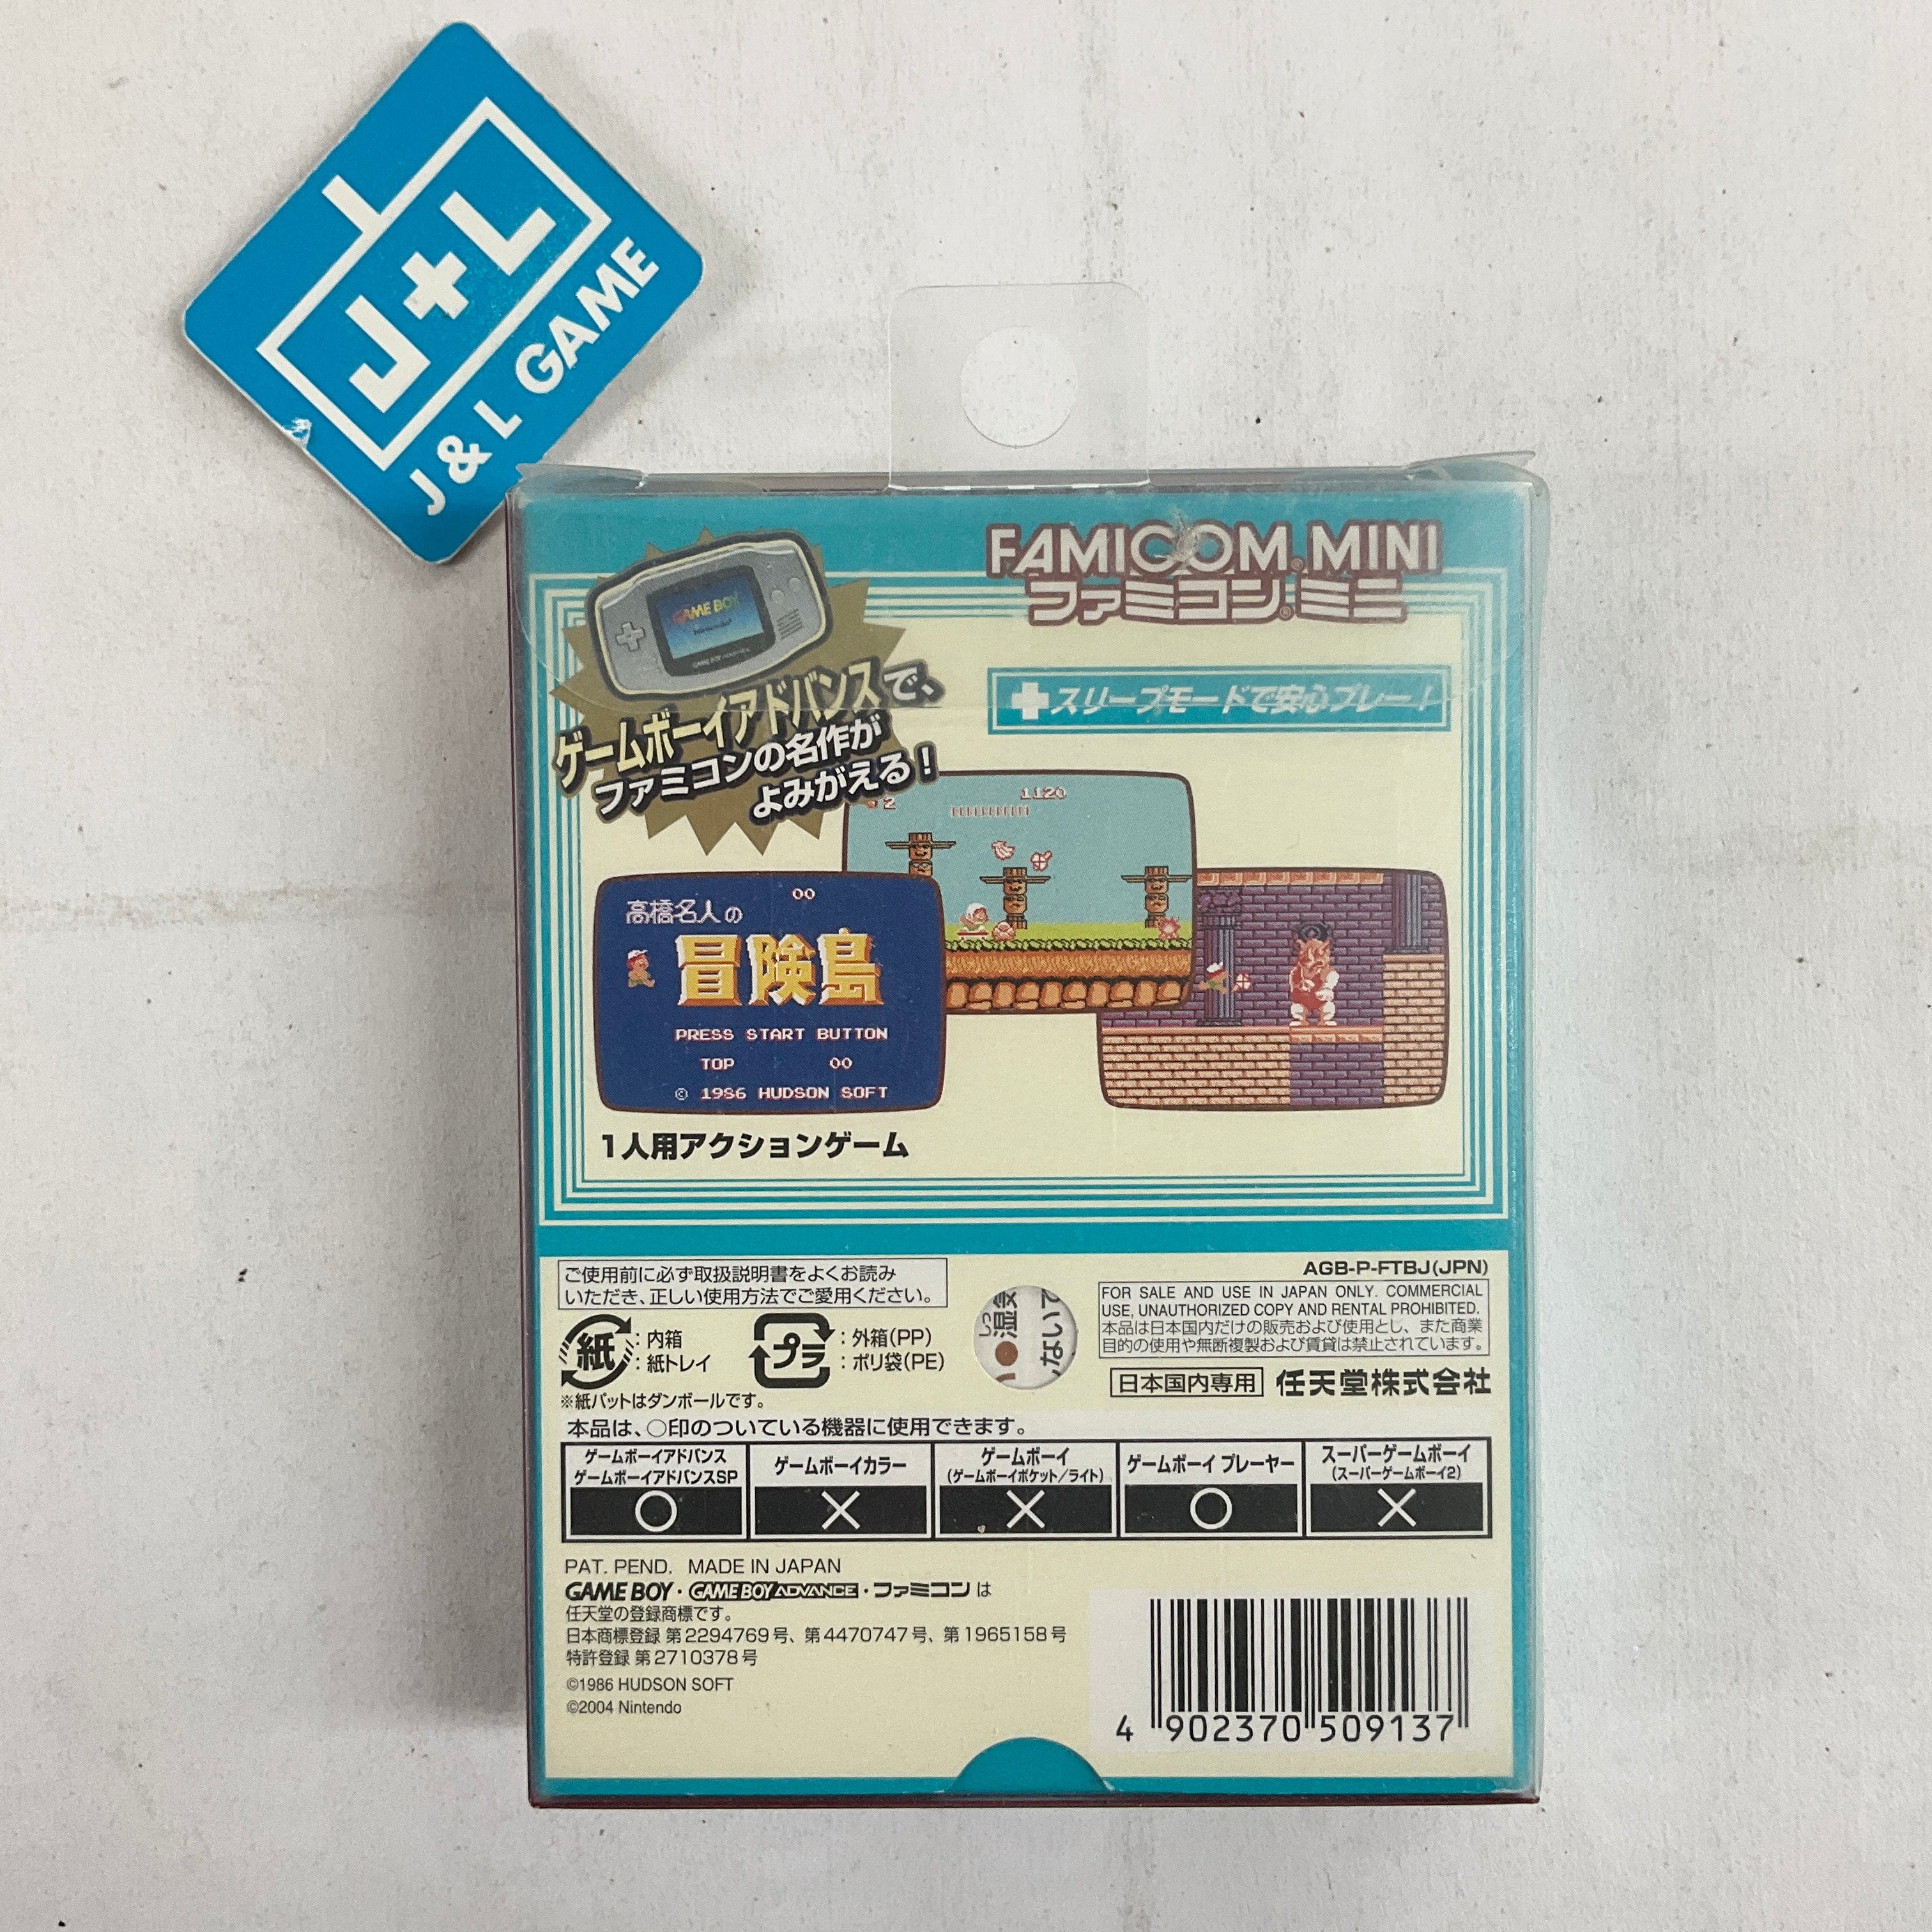 J+L
J & L GAME
FAMICOM MINI
ファミコン ミニ
GAME BOY
Nintendo
GAME BOY ADVANCE
ゲームボーイアドバンスで、
ファミコンの名作が
よみがえる!
スリープモードで安心プレー!
2
1120
00
高橋名人の
冒険島
PRESS START BUTTON
TOP 00
© 1986 HUDSON SOFT
1人用アクションゲーム
ご使用前に必ず取扱説明書をよくお読み
いただき、正しい使用方法でご愛用ください。
紙:内箱
:紙トレイ
プラ:外箱(PP)
:ポリ袋(PE)
※紙パットはダンボールです。
しっ
湿
ないで
AGB-P-FTBJ(JPN)
FOR SALE AND USE IN JAPAN ONLY. COMMERCIAL
USE, UNAUTHORIZED COPY AND RENTAL PROHIBITED.
本品は日本国内だけの販売および使用とし、また商業
目的の使用や無断複製および賃貸は禁止されています。
日本国内専用 任天堂株式会社
本品は、○印のついている機器に使用できます。
ゲームボーイアドバンス
ゲームボーイアドバンスSP
○
ゲームボーイカラー
×
ゲームボーイ
(ゲームボーイポケット/ライト)
×
ゲームボーイ プレーヤー
○
スーパーゲームボーイ
(スーパーゲームボーイ2)
×
PAT. PEND. MADE IN JAPAN
GAME BOY・GAME BOY ADVANCE・ファミコン は
任天堂の登録商標です。
日本商標登録 第2294769号、第4470747号、第1965158号
特許登録 第2710378号
©1986 HUDSON SOFT
©2004 Nintendo
4 902370 509137